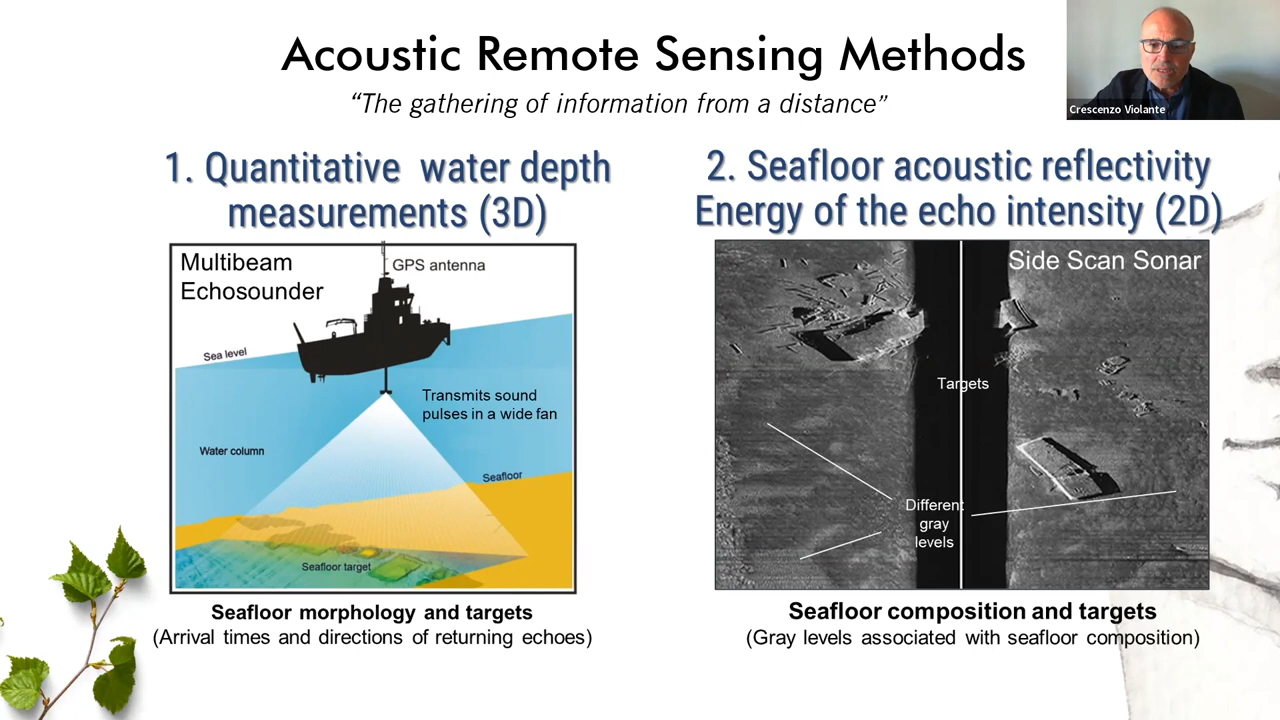 Acoustic Remote Sensing Methods
“The gathering of information from a distance”
Crescenzo Violante
1. Quantitative water depth
measurements (3D)
Multibeam
Echosounder
GPS antenna
Sea level
Transmits sound
pulses in a wide fan
Water column
Seafloor
Seafloor target
Seafloor morphology and targets
(Arrival times and directions of returning echoes)
2. Seafloor acoustic reflectivity
Energy of the echo intensity (2D)
Side Scan Sonar
Targets
Different
gray
levels
Seafloor composition and targets
(Gray levels associated with seafloor composition)